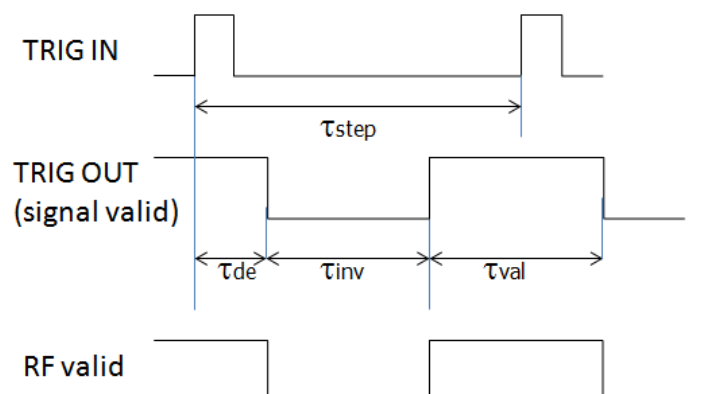 TRIG IN
τstep
TRIG OUT
(signal valid)
τde τinv τval
RF valid